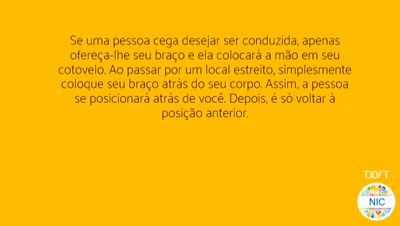 Se uma pessoa cega desejar ser conduzida, apenas
ofereça-lhe seu braço e ela colocará a mão em seu
cotovelo. Ao passar por um local estreito, simplesmente
coloque seu braço atrás do seu corpo. Assim, a pessoa
se posicionará atrás de você. Depois, é só voltar à
posição anterior.
TJDFT
NIC